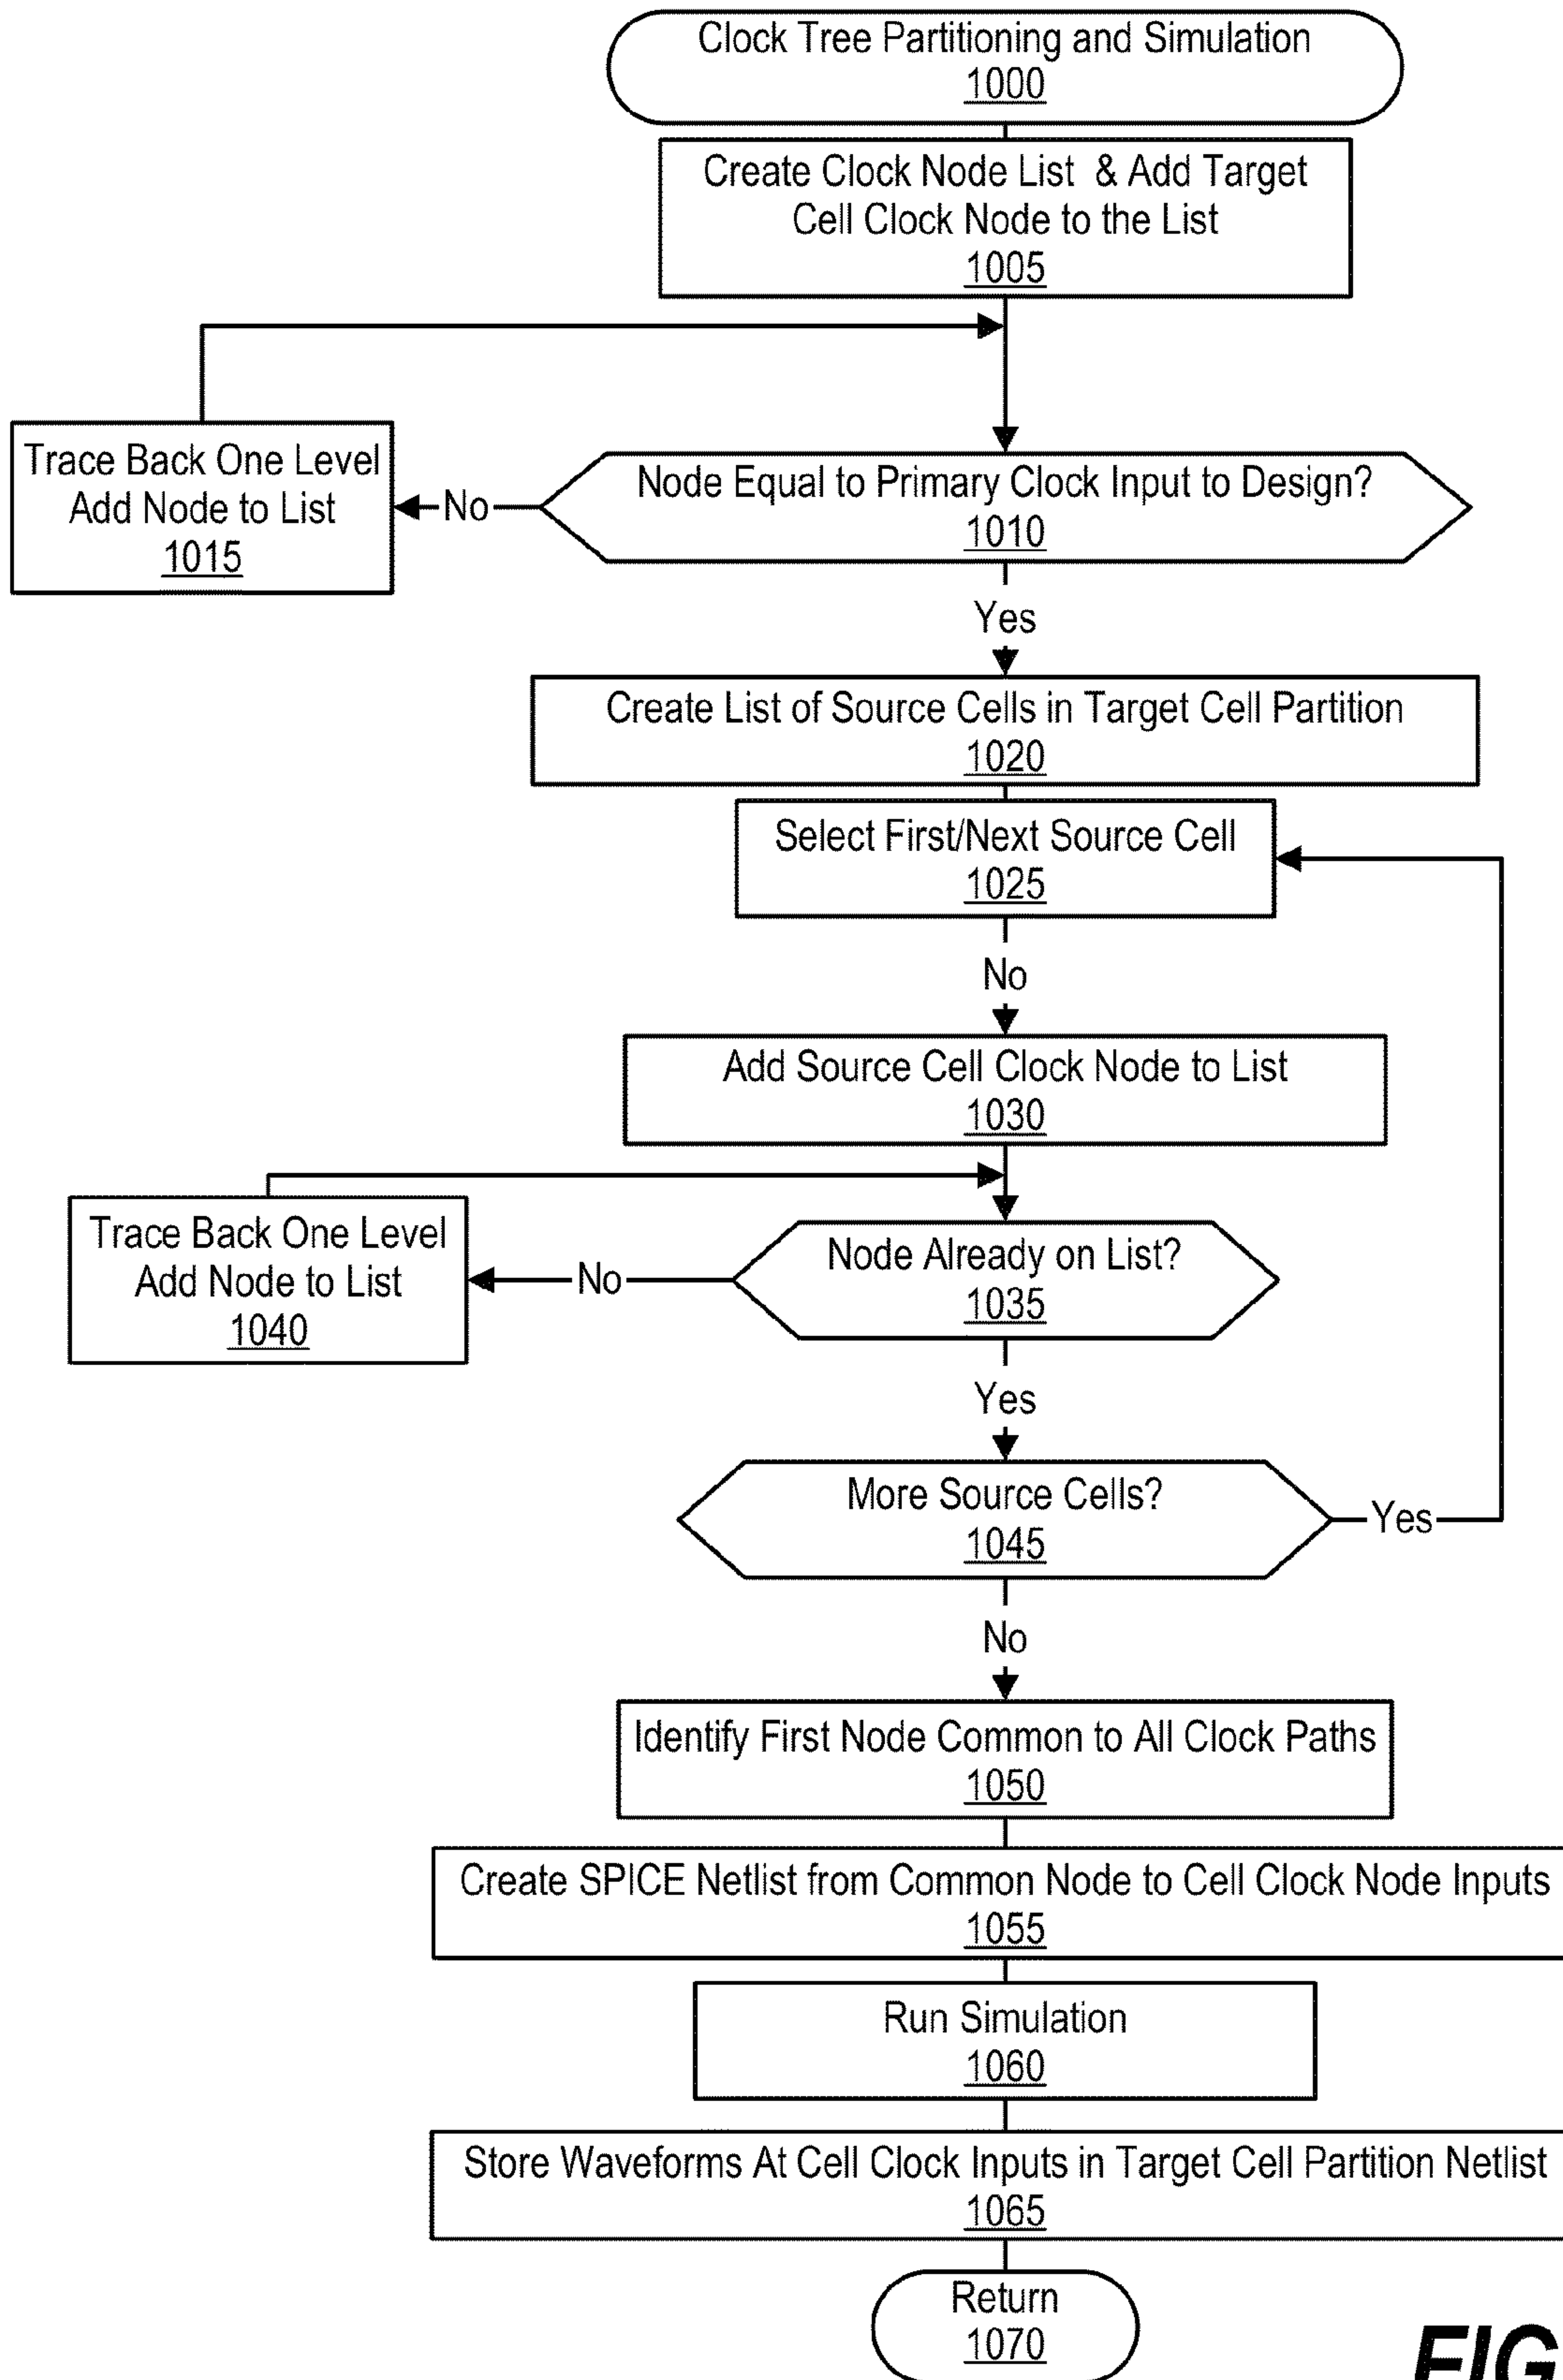 Clock Tree Partitioning and Simulation
1000
Create Clock Node List & Add Target
Cell Clock Node to the List
1005
Trace Back One Level
Add Node to List
1015
No
Node Equal to Primary Clock Input to Design?
1010
Yes
Create List of Source Cells in Target Cell Partition
1020
Select First/Next Source Cell
1025
No
Add Source Cell Clock Node to List
1030
Trace Back One Level
Add Node to List
1040
No
Node Already on List?
1035
Yes
More Source Cells?
1045
Yes
No
Identify First Node Common to All Clock Paths
1050
Create SPICE Netlist from Common Node to Cell Clock Node Inputs
1055
Run Simulation
1060
Store Waveforms At Cell Clock Inputs in Target Cell Partition Netlist
1065
Return
1070
FIG